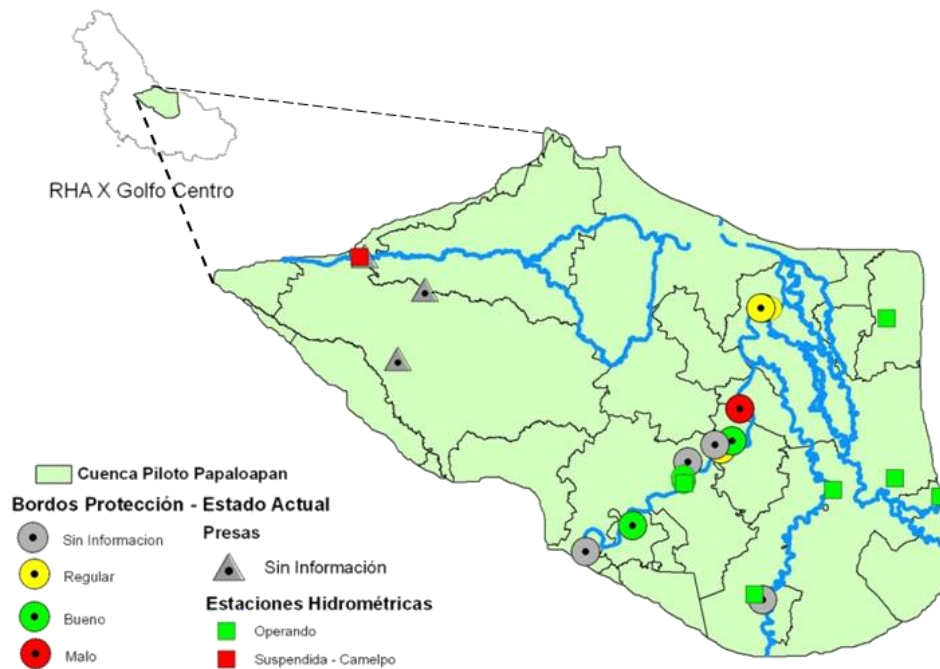 RHA X Golfo Centro
Cuenca Piloto Papaloapan
Bordos Protección - Estado Actual
Sin Informacion
Regular
Bueno
Malo
Presas
Sin Información
Estaciones Hidrométricas
Operando
Suspendida - Camelpo